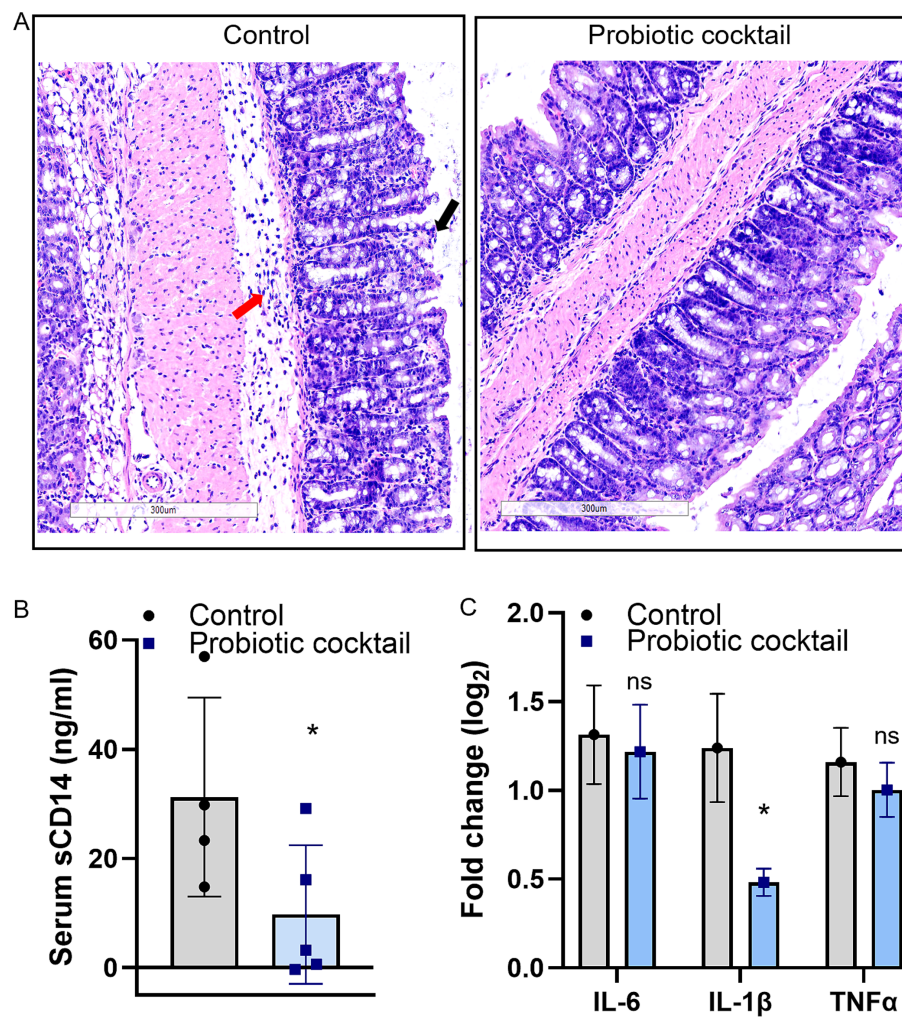 A
Control
Probiotic cocktail
300um
300um
B
Control
Probiotic cocktail
60
40
20
0
Serum sCD14 (ng/ml)
*
C
Control
Probiotic cocktail
2.0
1.5
1.0
0.5
0.0
Fold change (log₂)
ns
*
ns
IL-6
IL-1β
TNFα